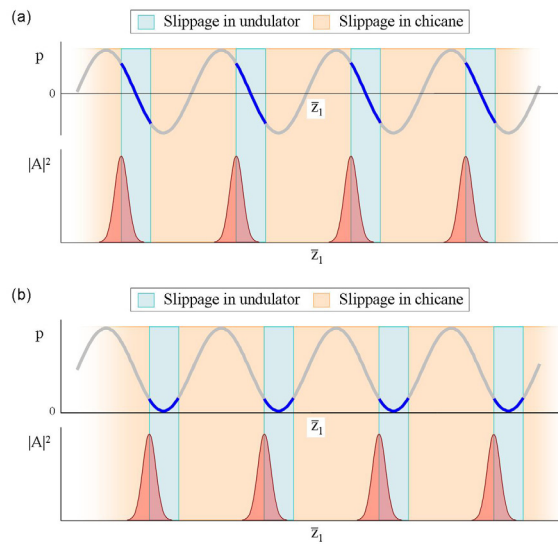 (a)
Slippage in undulator Slippage in chicane
p
0
z̅₁
|A|²
z̅₁
(b)
Slippage in undulator Slippage in chicane
p
0
z̅₁
|A|²
z̅₁